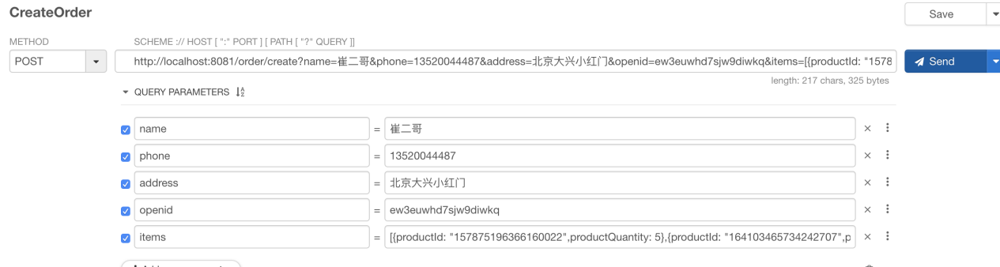 CreateOrder
Save
METHOD
SCHEME :// HOST [ ":" PORT ] [ PATH [ "?" QUERY ]]
POST
http://localhost:8081/order/create?name=崔二哥&phone=13520044487&address=北京大兴小红门&openid=ew3euwhd7sjw9diwkq&items=[{productId: "1578
Send
length: 217 chars, 325 bytes
QUERY PARAMETERS
name = 崔二哥
phone = 13520044487
address = 北京大兴小红门
openid = ew3euwhd7sjw9diwkq
items = [{productId: "157875196366160022",productQuantity: 5},{productId: "164103465734242707",p